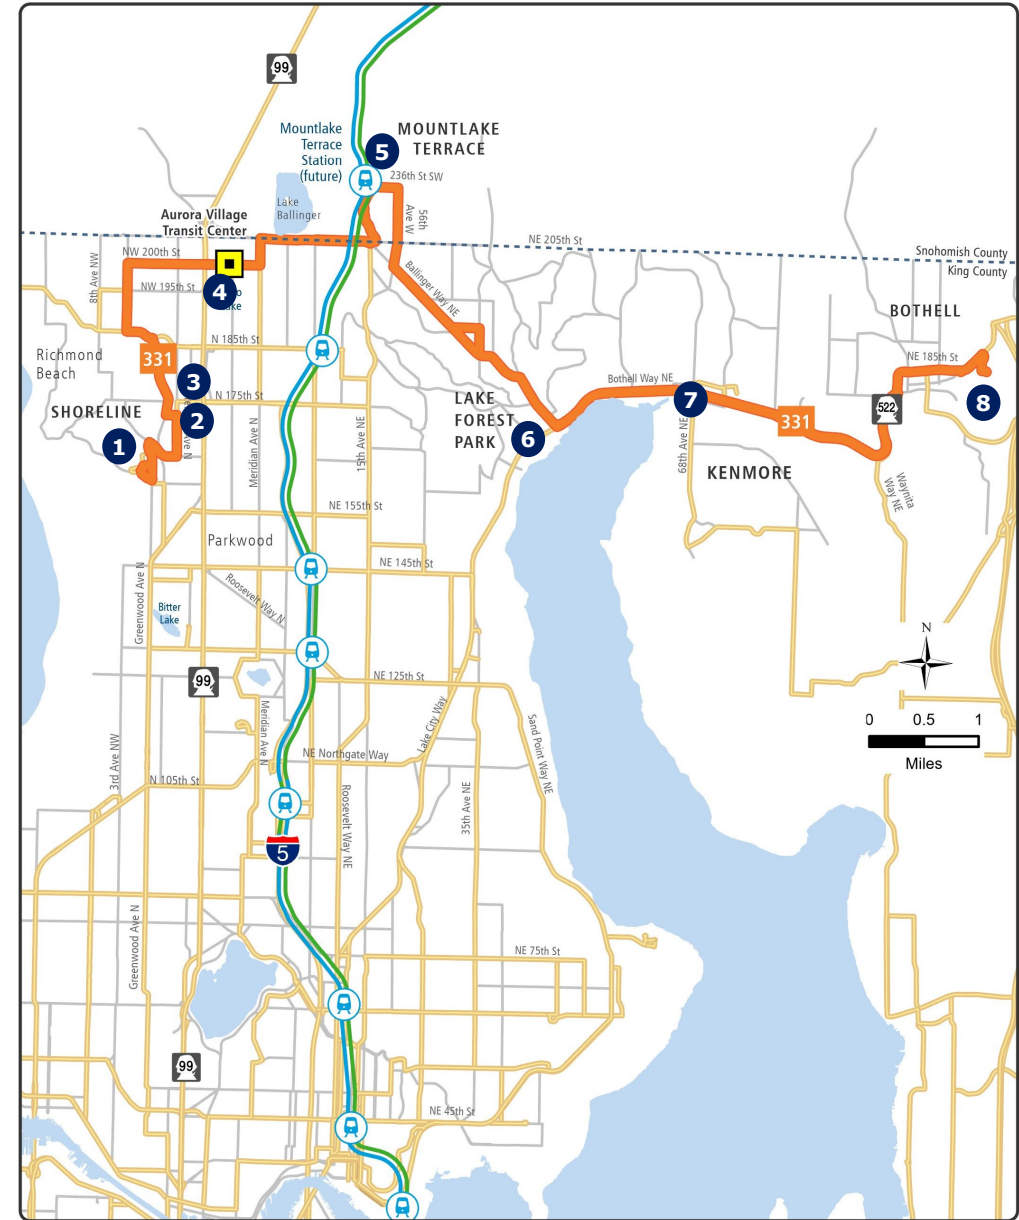 99
Mountlake
Terrace
Station
(future)
5
MOUNTLAKE
TERRACE
236th St SW
Lake
Ballinger
56th
Ave W
Aurora Village
Transit Center
NE 205th St
Snohomish County
King County
NW 200th St
8th Ave NW
NW 195th St
4
Ballinger Way NE
BOTHELL
N 185th St
Richmond
Beach
331
NE 185th St
3
N 175th St
SHORELINE
2
1
Ave N
Meridian Ave N
15th Ave NE
LAKE
FOREST
PARK
6
Bothell Way NE
7
68th Ave NE
331
522
8
KENMORE
Waynita
Way NE
NE 155th St
Parkwood
NE 145th St
Greenwood Ave N
Roosevelt Way N
Bitter
Lake
N
99
NE 125th St
Meridian Ave N
Lake City Way
Sand Point Way NE
0 0.5 1
Miles
3rd Ave NW
NE Northgate Way
N 105th St
Roosevelt Way NE
35th Ave NE
5
Greenwood Ave N
NE 75th St
99
NE 45th St